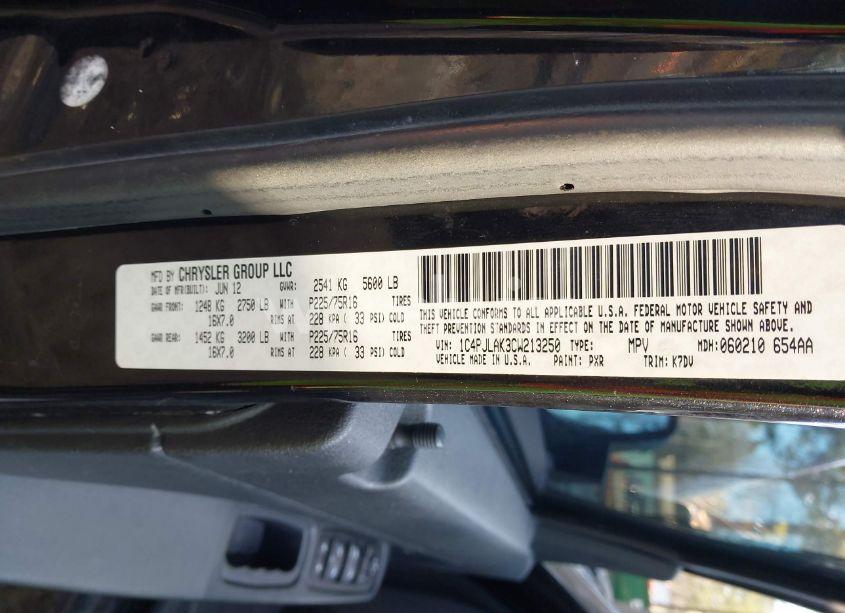 MFD BY CHRYSLER GROUP LLC
DATE OF MFR(BUILT): JUN 12 GVWR: 2541 KG 5600 LB
GAWR FRONT: 1248 KG 2750 LB WITH P225/75R16 TIRES
16X7.0 RIMS AT 228 KPA ( 33 PSI) COLD
GAWR REAR: 1452 KG 3200 LB WITH P225/75R16 TIRES
16X7.0 RIMS AT 228 KPA ( 33 PSI) COLD
THIS VEHICLE CONFORMS TO ALL APPLICABLE U.S.A. FEDERAL MOTOR VEHICLE SAFETY AND
THEFT PREVENTION STANDARDS IN EFFECT ON THE DATE OF MANUFACTURE SHOWN ABOVE.
VIN: 1C4PJLAK3CW213250 TYPE: MPV MDH: 060210 654AA
VEHICLE MADE IN U.S.A. PAINT: PXR TRIM: K7DV